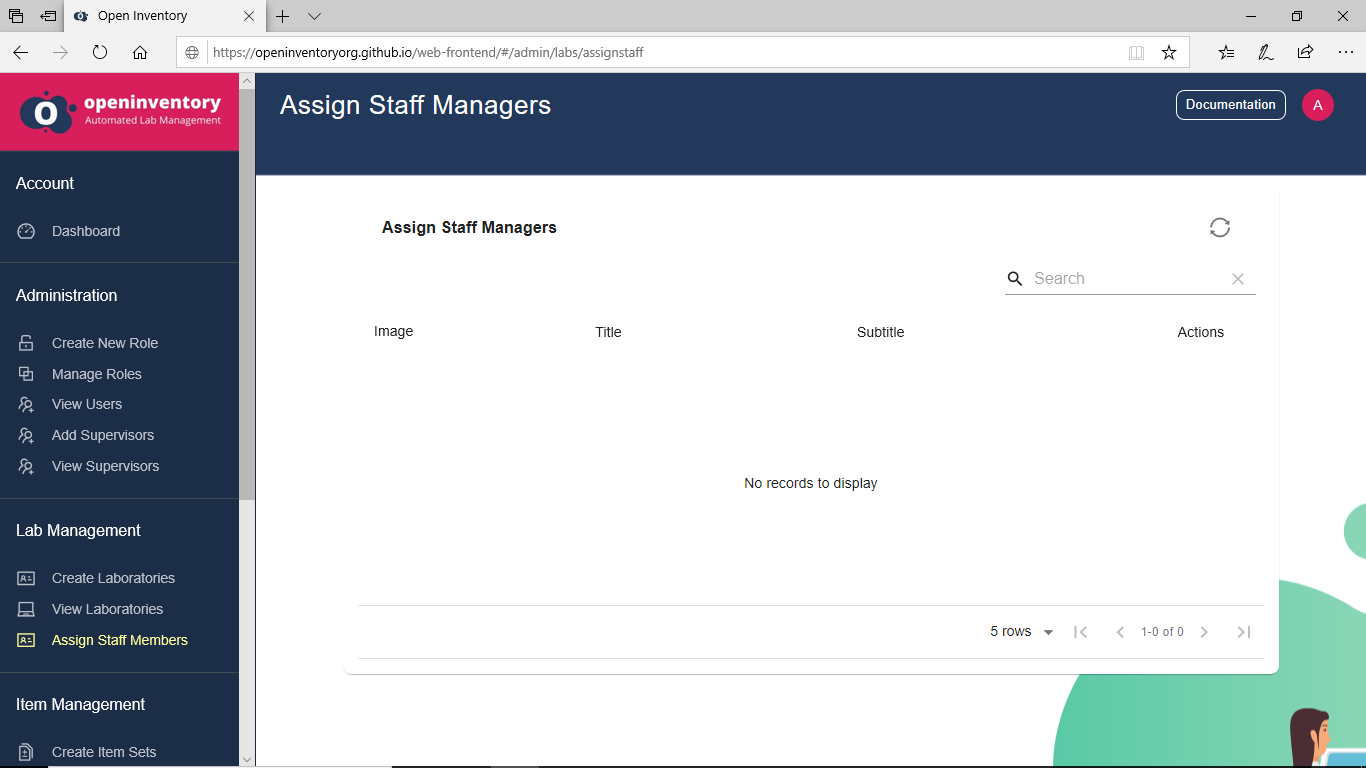 Open Inventory
https://openinventoryorg.github.io/web-frontend/#/admin/labs/assignstaff
openinventory
Automated Lab Management
Assign Staff Managers
Documentation
A
Account
Dashboard
Administration
Create New Role
Manage Roles
View Users
Add Supervisors
View Supervisors
Lab Management
Create Laboratories
View Laboratories
Assign Staff Members
Item Management
Create Item Sets
Assign Staff Managers
Search
Image Title Subtitle Actions
No records to display
5 rows 1-0 of 0